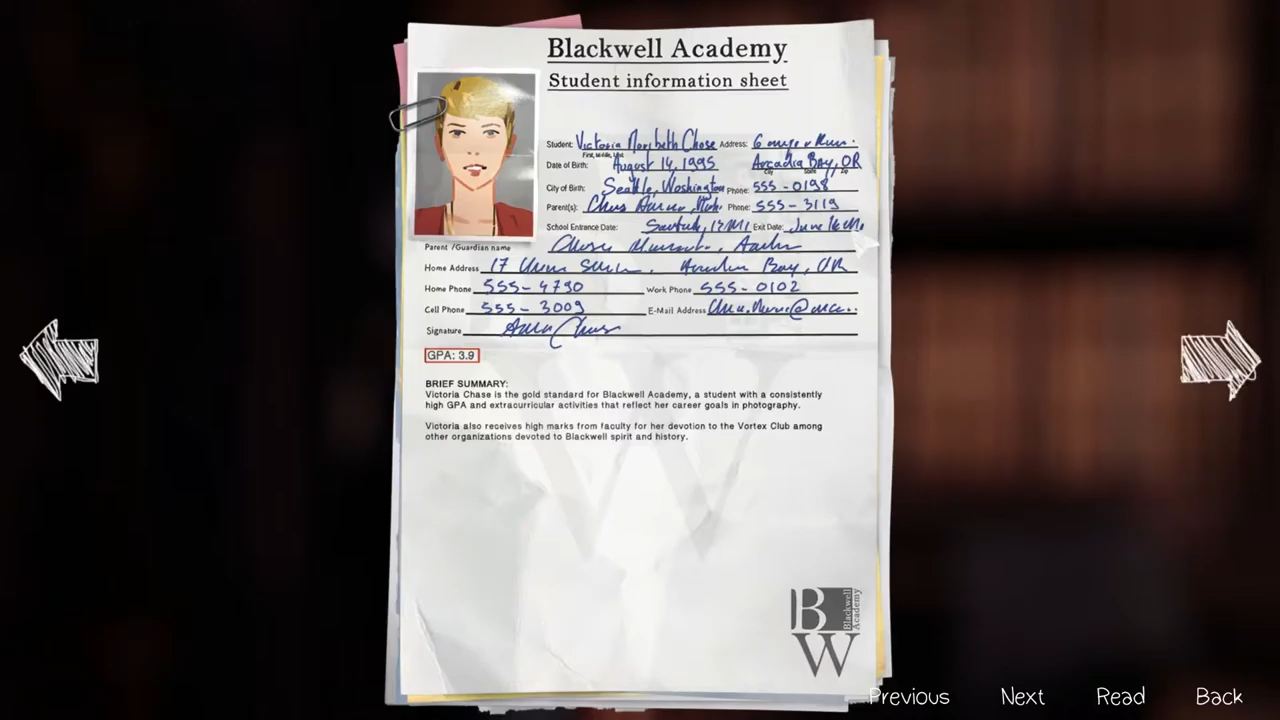 Blackwell Academy
Student information sheet
Student: Victoria Maribeth Chase Address:
First, Middle, Last
Date of Birth: August 14, 1995 Arcadia Bay, OR
City State Zip
City of Birth: Seattle, Washington Phone: 555-0198
Parent(s): Phone: 555-3119
School Entrance Date: Exit Date: June
Parent /Guardian name
Home Address 17 Bay, OR
Home Phone 555-4790 Work Phone 555-0102
Cell Phone 555-3009 E-Mail Address
Signature
GPA: 3.9
BRIEF SUMMARY:
Victoria Chase is the gold standard for Blackwell Academy, a student with a consistently
high GPA and extracurricular activities that reflect her career goals in photography.
Victoria also receives high marks from faculty for her devotion to the Vortex Club among
other organizations devoted to Blackwell spirit and history.
B
Blackwell
Academy
W
Previous Next Read Back